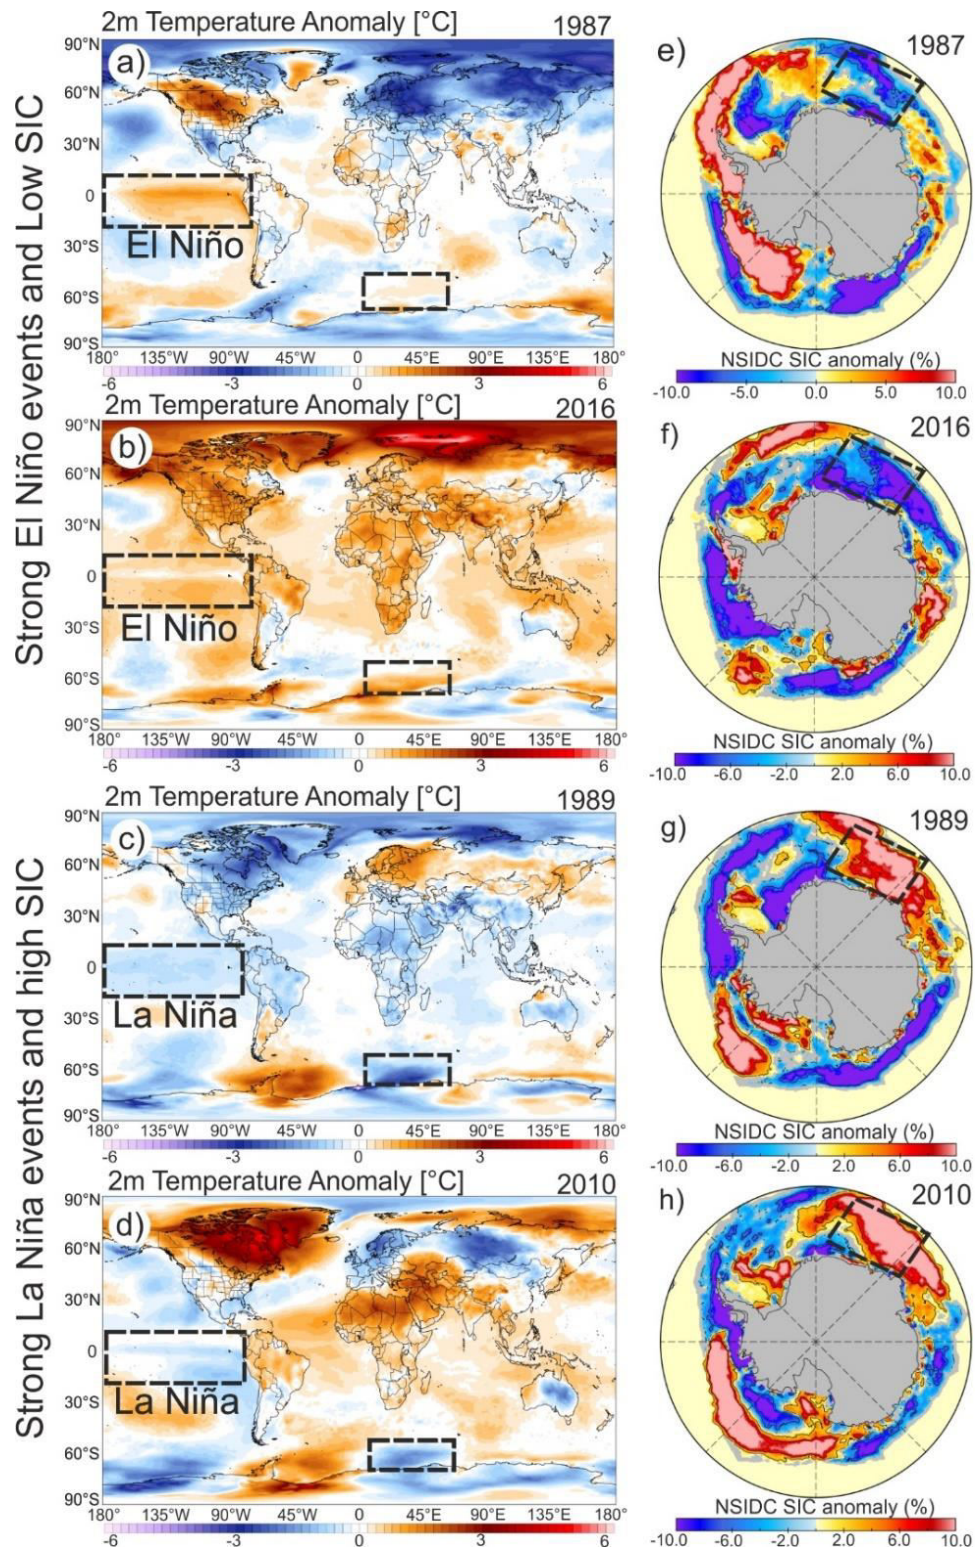 Strong El Niño events and Low SIC
2m Temperature Anomaly [°C] 1987
a)
90°N
60°N
30°N
0
30°S
60°S
90°S
El Niño
180° 135°W 90°W 45°W 0 45°E 90°E 135°E 180°
-6 -3 0 3 6
e) 1987
NSIDC SIC anomaly (%)
-10.0 -5.0 0.0 5.0 10.0
2m Temperature Anomaly [°C] 2016
b)
90°N
60°N
30°N
0
30°S
60°S
90°S
El Niño
180° 135°W 90°W 45°W 0 45°E 90°E 135°E 180°
-6 -3 0 3 6
f) 2016
NSIDC SIC anomaly (%)
-10.0 -6.0 -2.0 2.0 6.0 10.0
Strong La Niña events and high SIC
2m Temperature Anomaly [°C] 1989
c)
90°N
60°N
30°N
0
30°S
60°S
90°S
La Niña
180° 135°W 90°W 45°W 0 45°E 90°E 135°E 180°
-6 -3 0 3 6
g) 1989
NSIDC SIC anomaly (%)
-10.0 -6.0 -2.0 2.0 6.0 10.0
2m Temperature Anomaly [°C] 2010
d)
90°N
60°N
30°N
0
30°S
60°S
90°S
La Niña
180° 135°W 90°W 45°W 0 45°E 90°E 135°E 180°
-6 -3 0 3 6
h) 2010
NSIDC SIC anomaly (%)
-10.0 -6.0 -2.0 2.0 6.0 10.0